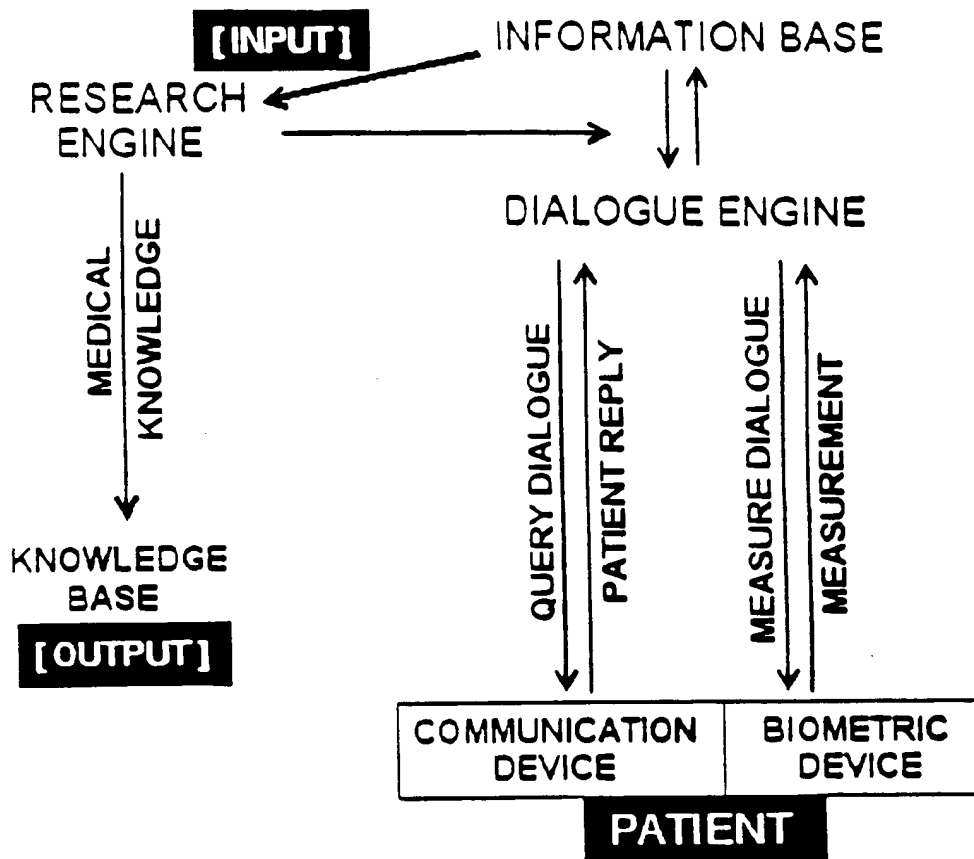 [INPUT]
INFORMATION BASE
RESEARCH
ENGINE
DIALOGUE ENGINE
MEDICAL
KNOWLEDGE
QUERY DIALOGUE
PATIENT REPLY
MEASURE DIALOGUE
MEASUREMENT
KNOWLEDGE
BASE
[OUTPUT]
COMMUNICATION
DEVICE
BIOMETRIC
DEVICE
PATIENT